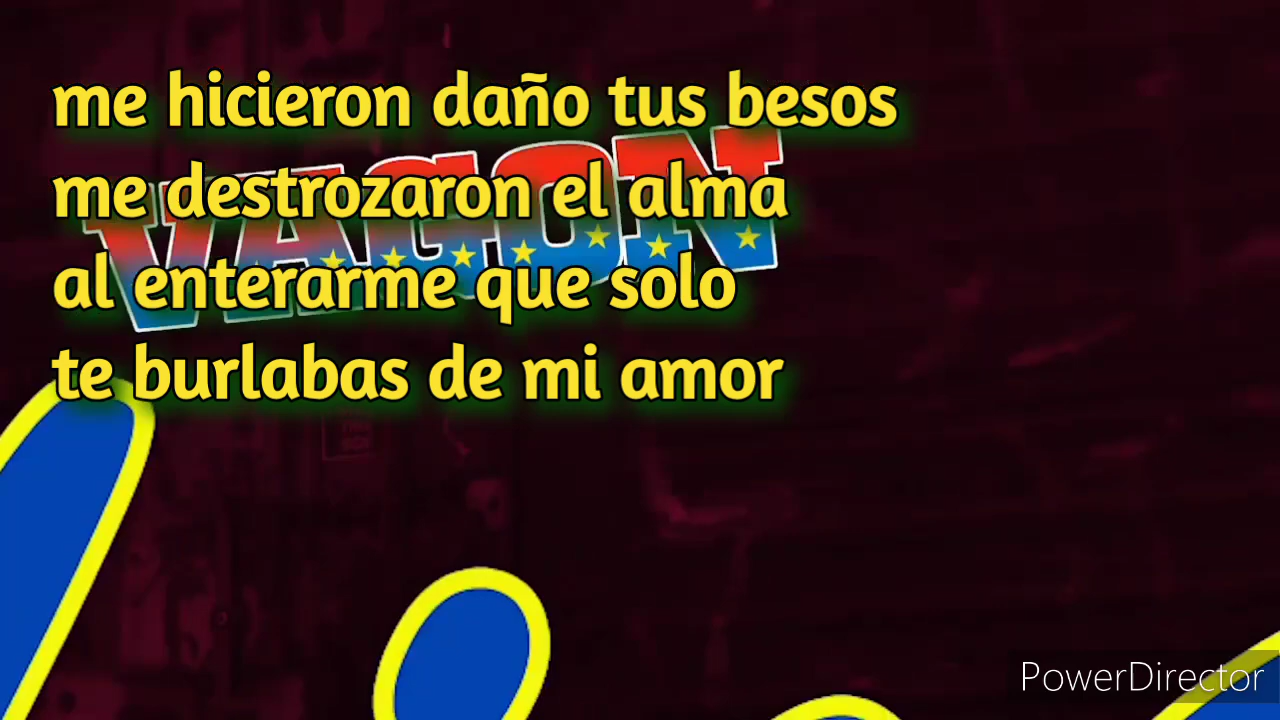 me hicieron daño tus besos
VAGON
me destrozaron el alma
al enterarme que solo
te burlabas de mi amor
PowerDirector